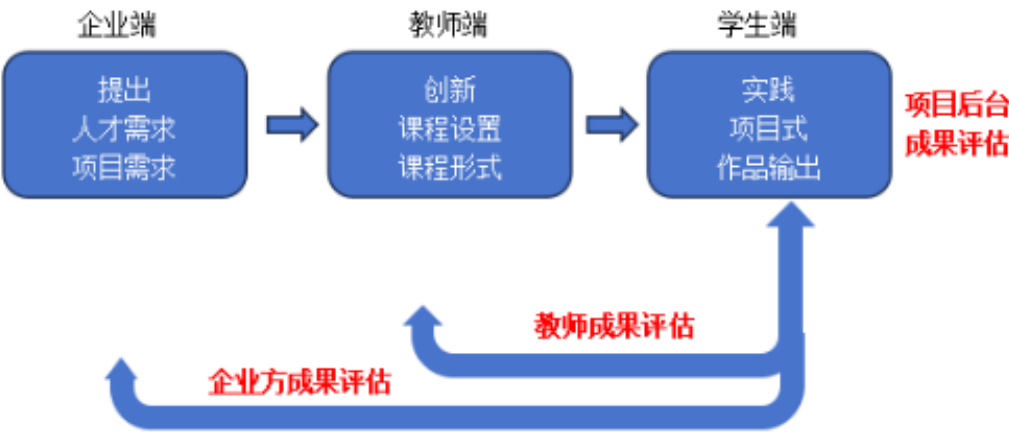 企业端
教师端
学生端
提出
人才需求
项目需求
创新
课程设置
课程形式
实践
项目式
作品输出
项目后台
成果评估
教师成果评估
企业方成果评估